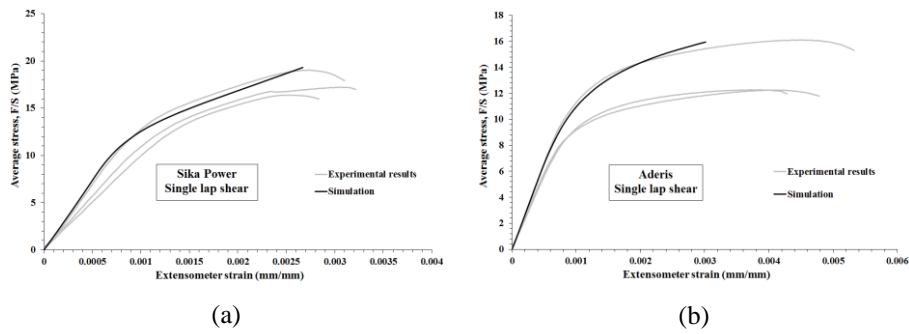 Average stress, F/S (MPa)
25
20
15
10
5
0
Sika Power
Single lap shear
Experimental results
Simulation
0
0.0005
0.001
0.0015
0.002
0.0025
0.003
0.0035
0.004
Extensometer strain (mm/mm)
(a)
Average stress, F/S (MPa)
18
16
14
12
10
8
6
4
2
0
Aderis
Single lap shear
Experimental results
Simulation
0
0.001
0.002
0.003
0.004
0.005
0.006
Extensometer strain (mm/mm)
(b)